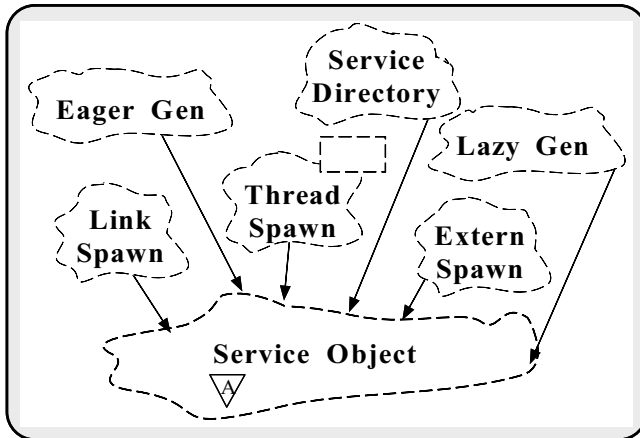 Service
Directory
Eager Gen
Lazy Gen
Thread
Spawn
Link
Spawn
Extern
Spawn
Service Object
A